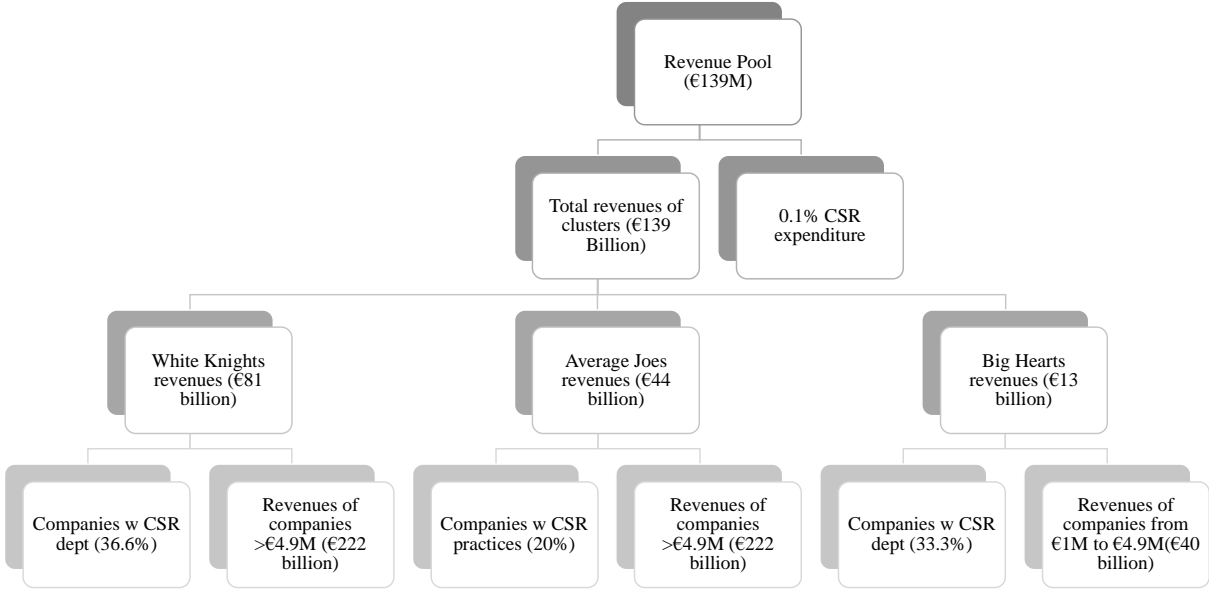 Revenue Pool
(€139M)
Total revenues of
clusters (€139
Billion)
0.1% CSR
expenditure
White Knights
revenues (€81
billion)
Average Joes
revenues (€44
billion)
Big Hearts
revenues (€13
billion)
Companies w CSR
dept (36.6%)
Revenues of
companies
>€4.9M (€222
billion)
Companies w CSR
practices (20%)
Revenues of
companies
>€4.9M (€222
billion)
Companies w CSR
dept (33.3%)
Revenues of
companies from
€1M to €4.9M(€40
billion)